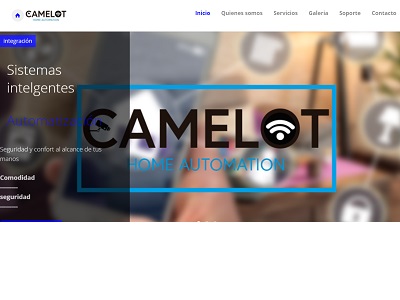 CAMELOT
HOME AUTOMATION
Inicio
Quienes somos
Servicios
Galeria
Soporte
Contacto
integración
Sistemas
intelgentes
Automatización
Seguridad y confort al alcance de tus
manos
Comodidad
seguridad
CAMELOT
HOME AUTOMATION